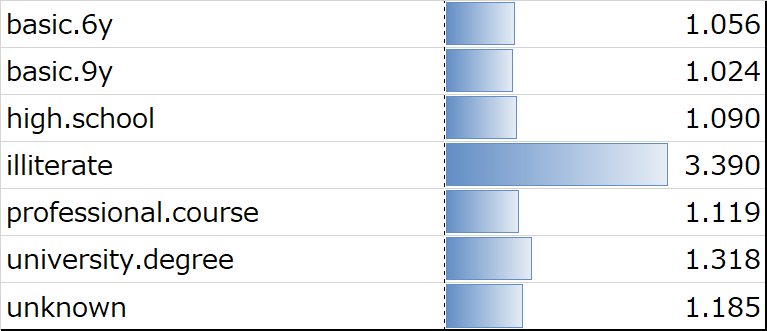 basic.6y 1.056
basic.9y 1.024
high.school 1.090
illiterate 3.390
professional.course 1.119
university.degree 1.318
unknown 1.185